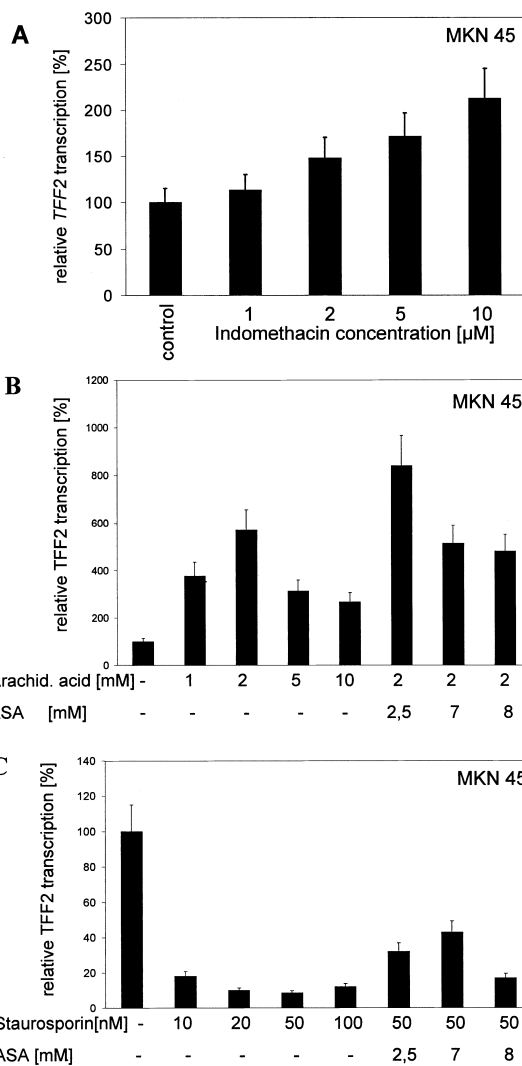 A
MKN 45
relative TFF2 transcription [%]
300
250
200
150
100
50
0
control
1 2 5 10
Indomethacin concentration [µM]
B
MKN 45
relative TFF2 transcription [%]
1200
1000
800
600
400
200
0
rachid. acid [mM] - 1 2 5 10 2 2 2
SA [mM] - - - - - 2,5 7 8
C
MKN 45
relative TFF2 transcription [%]
140
120
100
80
60
40
20
0
Staurosporin[nM] - 10 20 50 100 50 50 50
ASA [mM] - - - - - 2,5 7 8